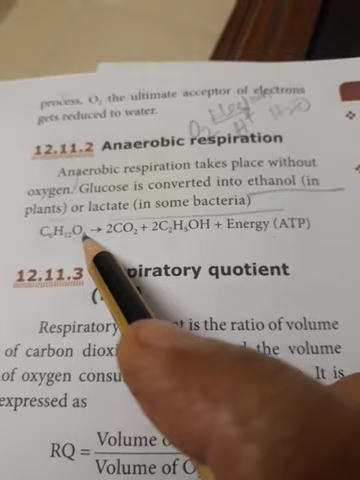 process, O₂ the ultimate acceptor of electrons
gets reduced to water.
O₂ H⁺ H₂O
12.11.2 Anaerobic respiration
Anaerobic respiration takes place without
oxygen. Glucose is converted into ethanol (in
plants) or lactate (in some bacteria)
C₆H₁₂O₆ → 2CO₂ + 2C₂H₅OH + Energy (ATP)
12.11.3 piratory quotient
Respiratory is the ratio of volume
of carbon the volume
of oxygen It is
expressed as
RQ = Volume
Volume of